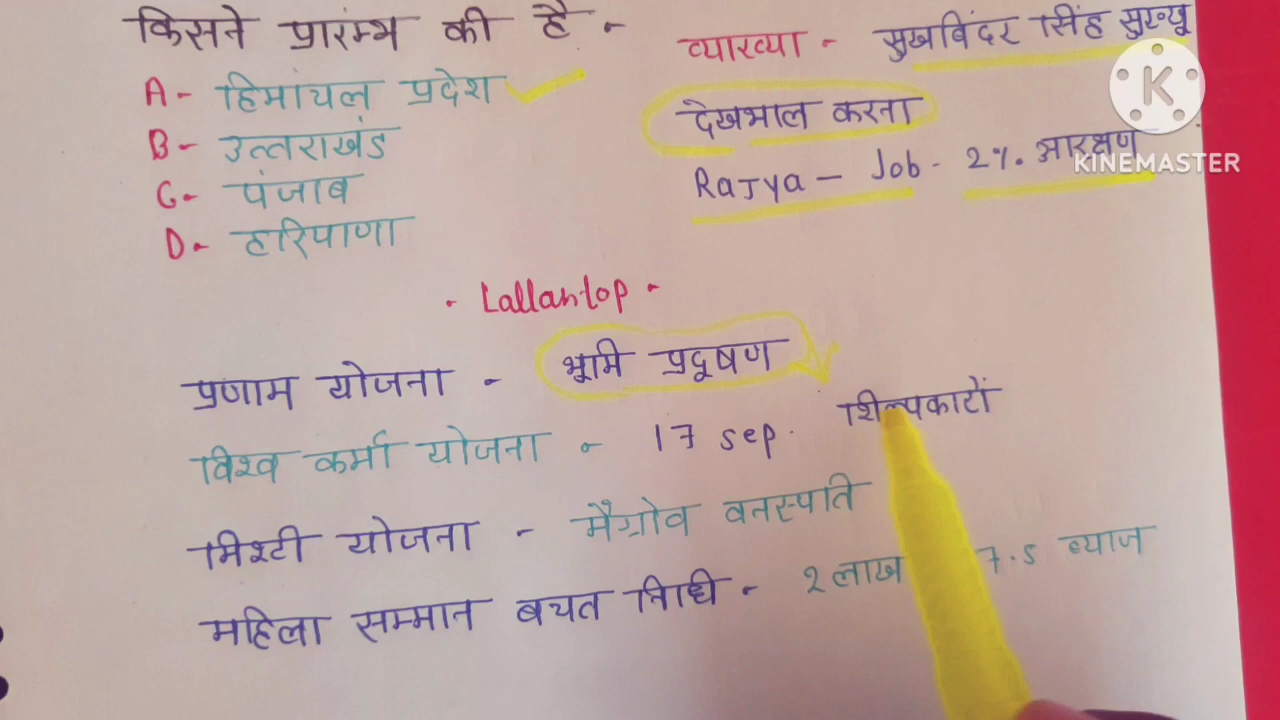 किसने प्रारंम्भ की है -
A - हिमांचल प्रदेश
B - उत्तराखंड
C - पंजाब
D - हरियाणा
व्याख्या - सुखविंदर सिंह सुख्यू
देखभाल करना
Rajya - Job - 2% आरक्षण
K
KINEMASTER
- Lallantop -
प्रणाम योजना - भूमि प्रदूषण
विश्व कर्मा योजना - 17 sep. शिल्पकारों
मिश्टी योजना - मैंग्रोव वनस्पति
महिला सम्मान बचत निधि - 2 लाख 7.5 ब्याज